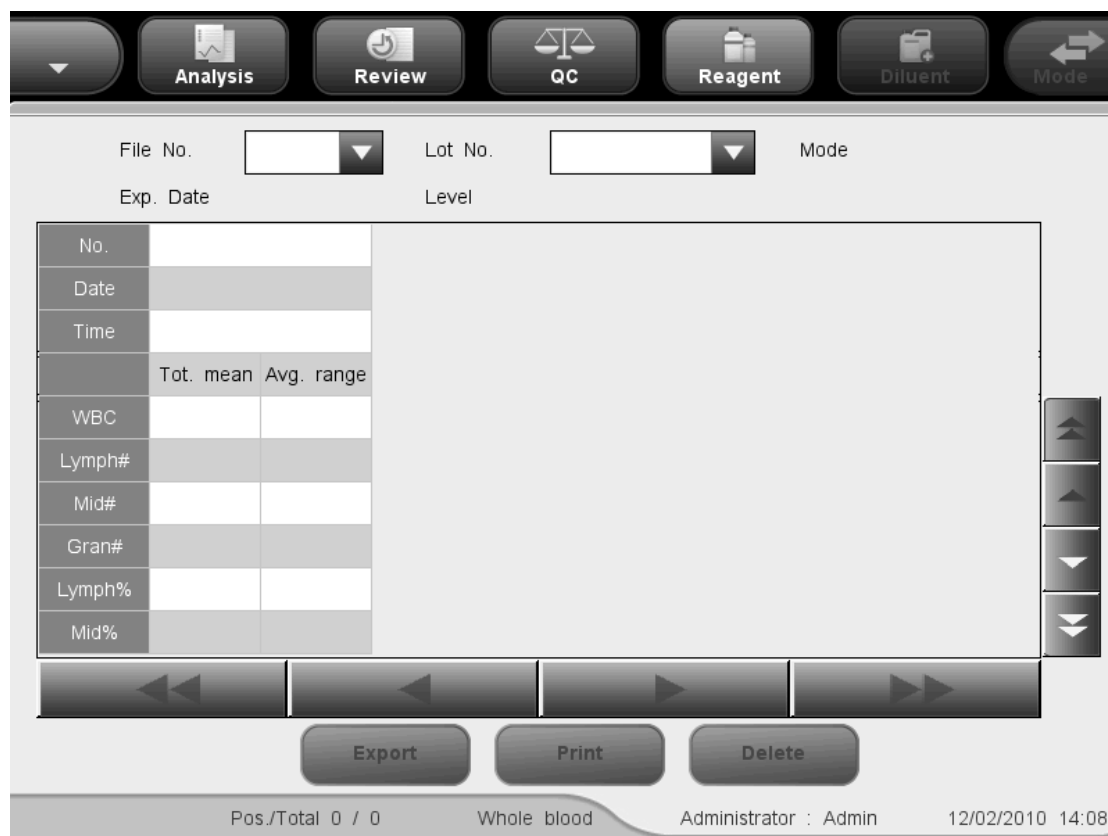 Analysis Review QC Reagent Diluent Mode
File No. Lot No. Mode
Exp. Date Level
No.
Date
Time
Tot. mean Avg. range
WBC
Lymph#
Mid#
Gran#
Lymph%
Mid%
Export Print Delete
Pos./Total 0 / 0 Whole blood Administrator : Admin 12/02/2010 14:08